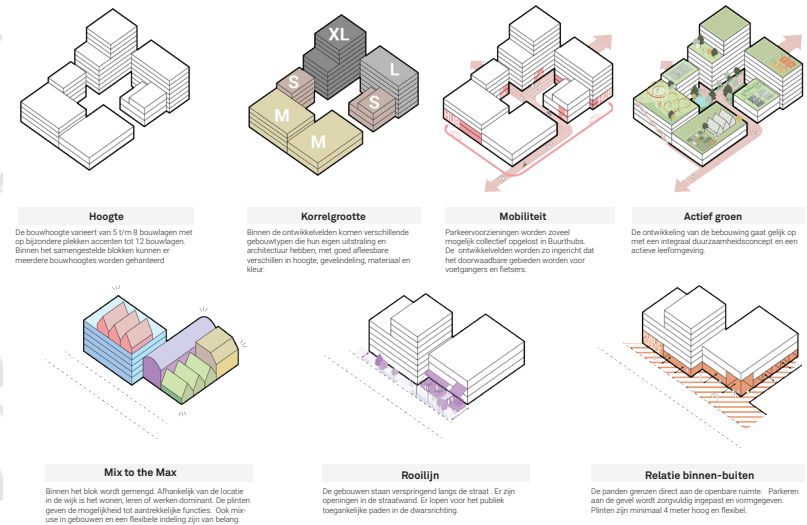 XL
S
L
M
S
M
HUB
Hoogte
De bouwhoogte varieert van 5 t/m 8 bouwlagen met
op bijzondere plekken accenten tot 12 bouwlagen.
Binnen het samengestelde blokken kunnen er
meerdere bouwhoogtes worden gehanteerd
Korrelgrootte
Binnen de ontwikkelvelden komen verschillende
gebouwtypen die hun eigen uitstraling en
architectuur hebben, met goed afleesbare
verschillen in hoogte, gevelindeling, materiaal en
kleur.
Mobiliteit
Parkeervoorzieningen worden zoveel
mogelijk collectief opgelost in Buurthubs.
De ontwikkelvelden worden zo ingericht dat
het doorwaadbare gebieden worden voor
voetgangers en fietsers.
Actief groen
De ontwikkeling van de bebouwing gaat gelijk op
met een integraal duurzaamheidsconcept en een
actieve leefomgeving.
Mix to the Max
Binnen het blok wordt gemengd. Afhankelijk van de locatie
in de wijk is het wonen, leren of werken dominant. De plinten
geven de mogelijkheid tot aantrekkelijke functies. Ook mix-
use in gebouwen en een flexibele indeling zijn van belang.
Rooilijn
De gebouwen staan verspringend langs de straat . Er zijn
openingen in de straatwand. Er lopen voor het publiek
toegankelijke paden in de dwarsrichting.
Relatie binnen-buiten
De panden grenzen direct aan de openbare ruimte. Parkeren
aan de gevel wordt zorgvuldig ingepast en vormgegeven.
Plinten zijn minimaal 4 meter hoog en flexibel.